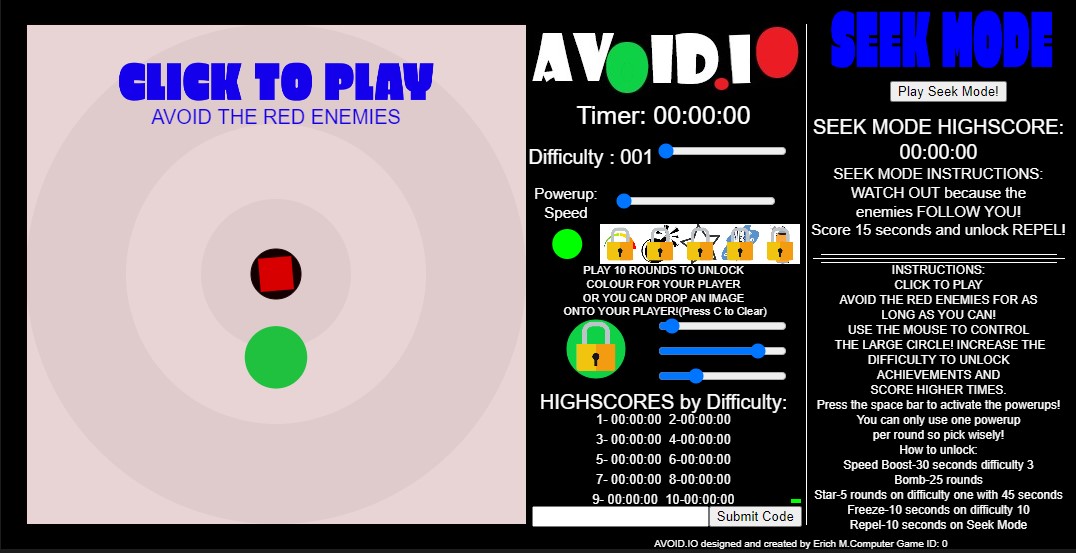 CLICK TO PLAY
AVOID THE RED ENEMIES
AVOID.IO
Timer: 00:00:00
Difficulty : 001
Powerup:
Speed
PLAY 10 ROUNDS TO UNLOCK
COLOUR FOR YOUR PLAYER
OR YOU CAN DROP AN IMAGE
ONTO YOUR PLAYER!(Press C to Clear)
HIGHSCORES by Difficulty:
1- 00:00:00 2-00:00:00
3- 00:00:00 4-00:00:00
5- 00:00:00 6-00:00:00
7- 00:00:00 8-00:00:00
9- 00:00:00 10-00:00:00
Submit Code
SEEK MODE
Play Seek Mode!
SEEK MODE HIGHSCORE:
00:00:00
SEEK MODE INSTRUCTIONS:
WATCH OUT because the
enemies FOLLOW YOU!
Score 15 seconds and unlock REPEL!
INSTRUCTIONS:
CLICK TO PLAY
AVOID THE RED ENEMIES FOR AS
LONG AS YOU CAN!
USE THE MOUSE TO CONTROL
THE LARGE CIRCLE! INCREASE THE
DIFFICULTY TO UNLOCK
ACHIEVEMENTS AND
SCORE HIGHER TIMES.
Press the space bar to activate the powerups!
You can only use one powerup
per round so pick wisely!
How to unlock:
Speed Boost-30 seconds difficulty 3
Bomb-25 rounds
Star-5 rounds on difficulty one with 45 seconds
Freeze-10 seconds on difficulty 10
Repel-10 seconds on Seek Mode
AVOID.IO designed and created by Erich M.Computer Game ID: 0